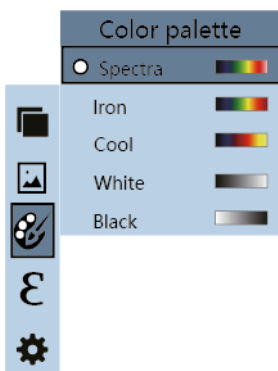 Color palette
Spectra
Iron
Cool
White
Black
ε